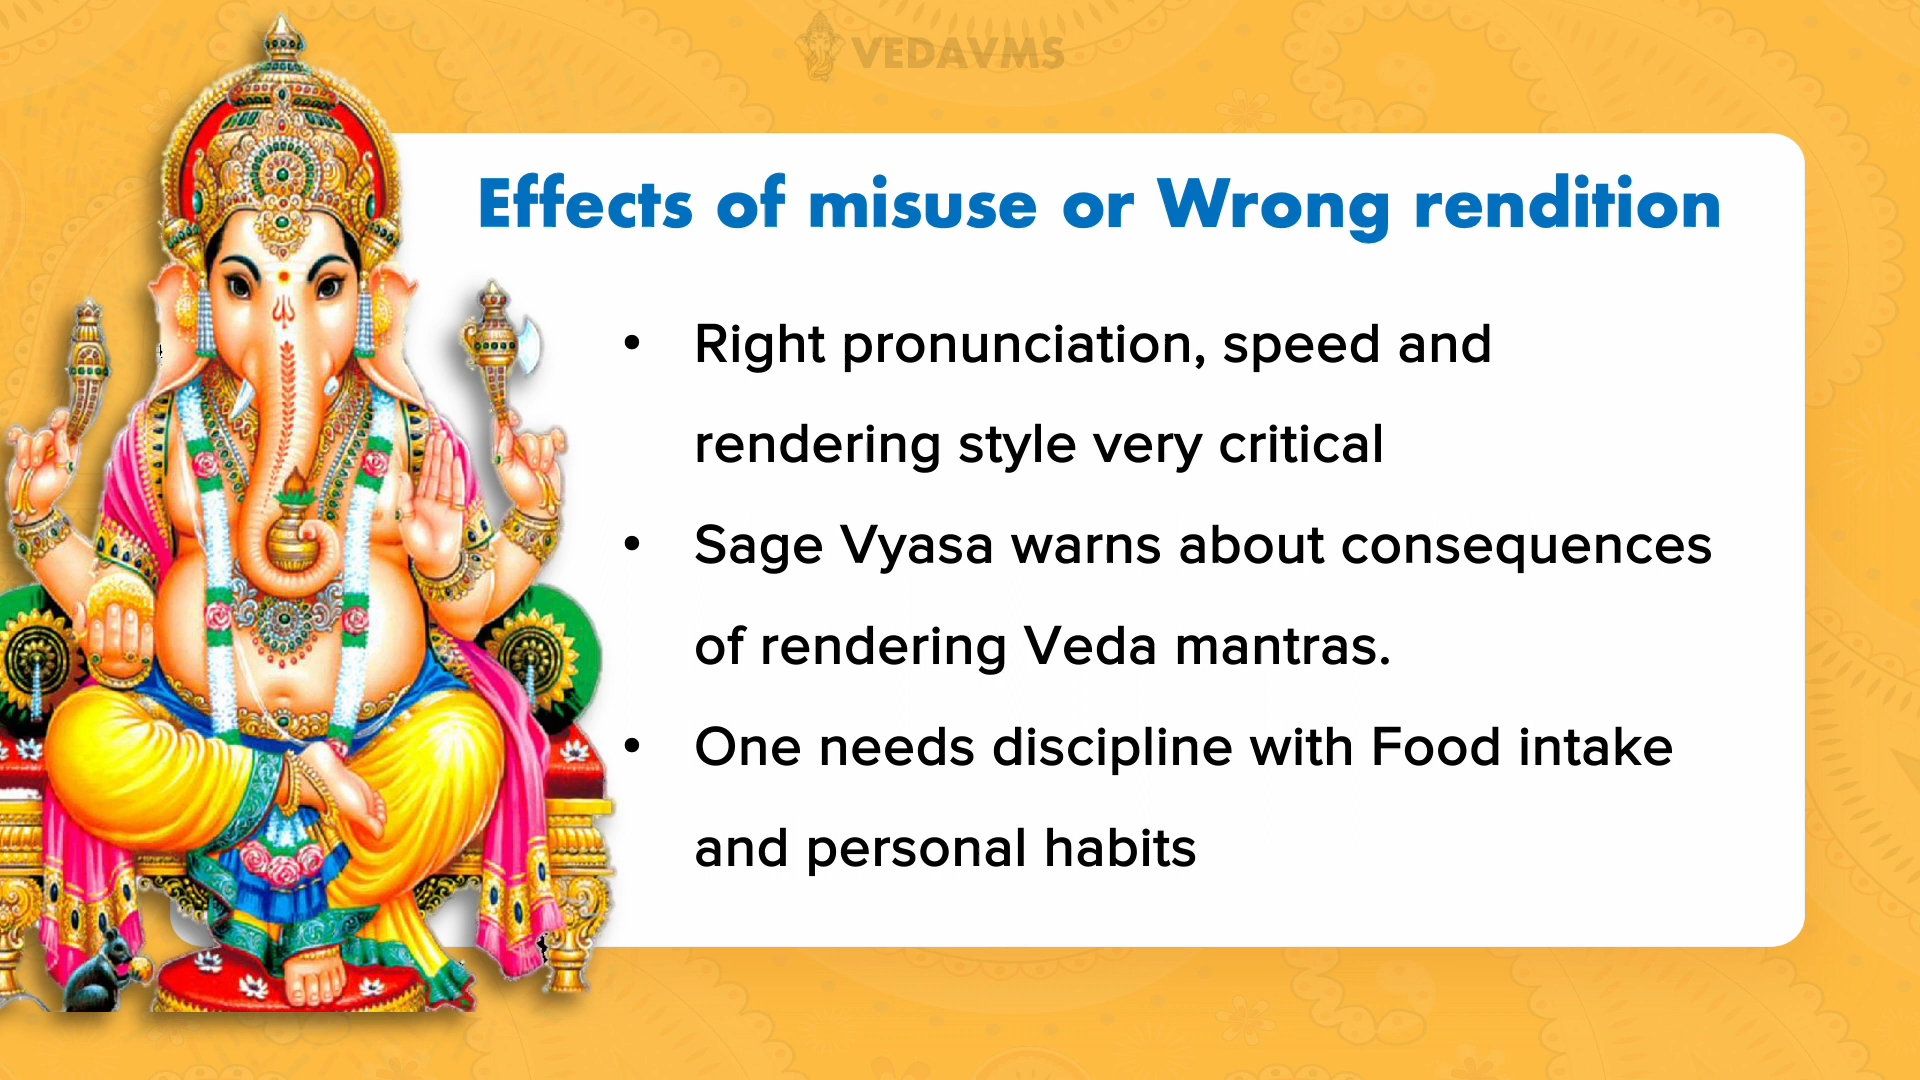 VEDAVMS
Effects of misuse or Wrong rendition
• Right pronunciation, speed and
rendering style very critical
• Sage Vyasa warns about consequences
of rendering Veda mantras.
• One needs discipline with Food intake
and personal habits